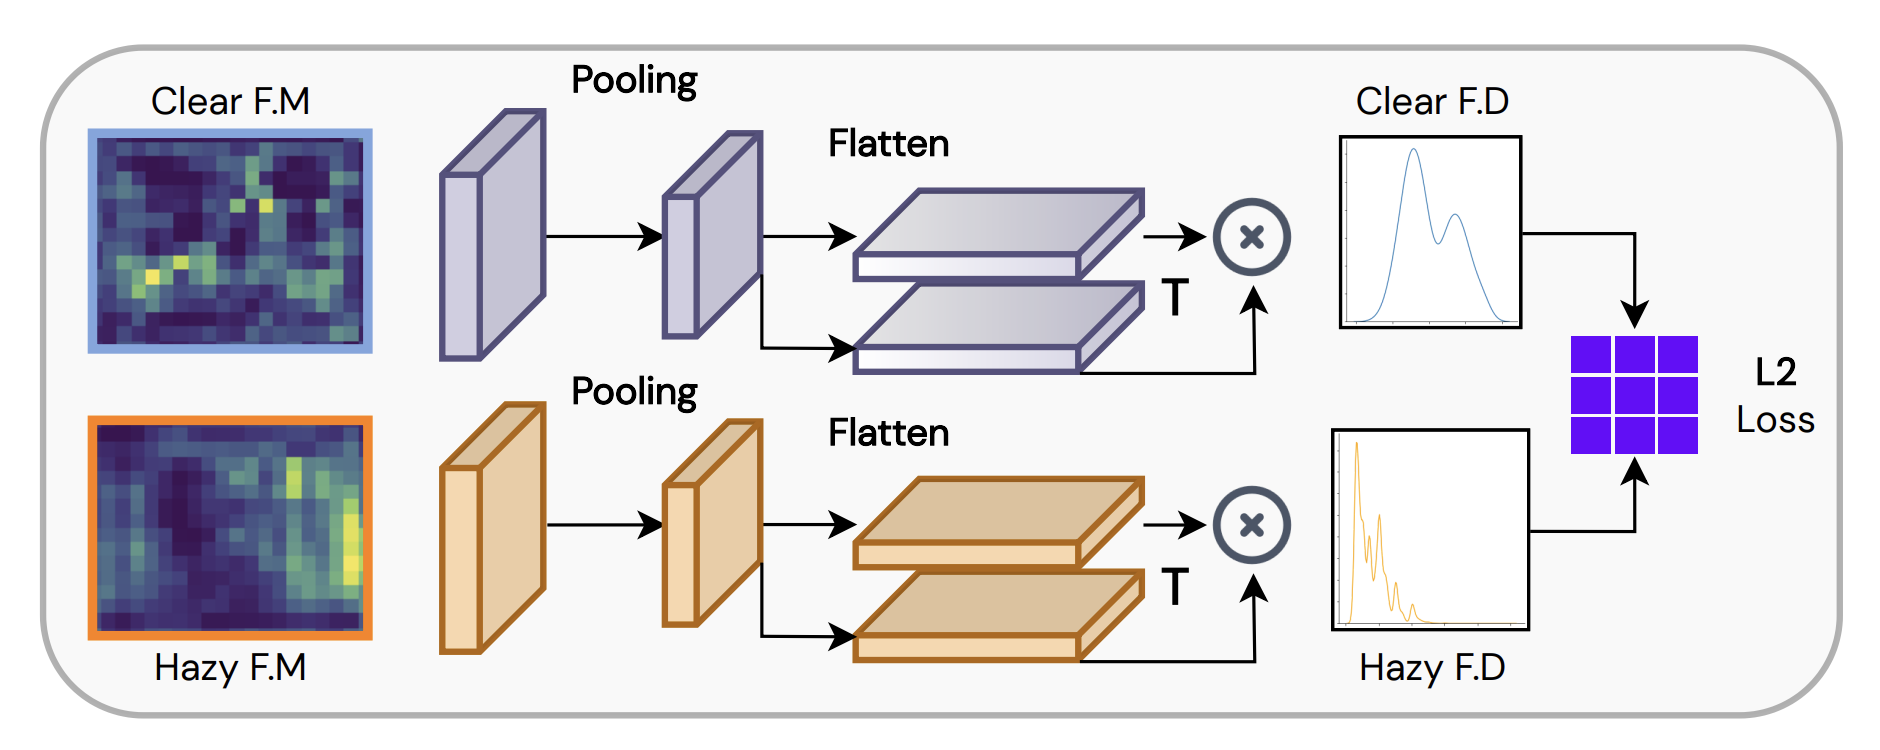 Clear F.M
Pooling
Flatten
T
Clear F.D
Pooling
Flatten
T
Hazy F.M
Hazy F.D
L2
Loss